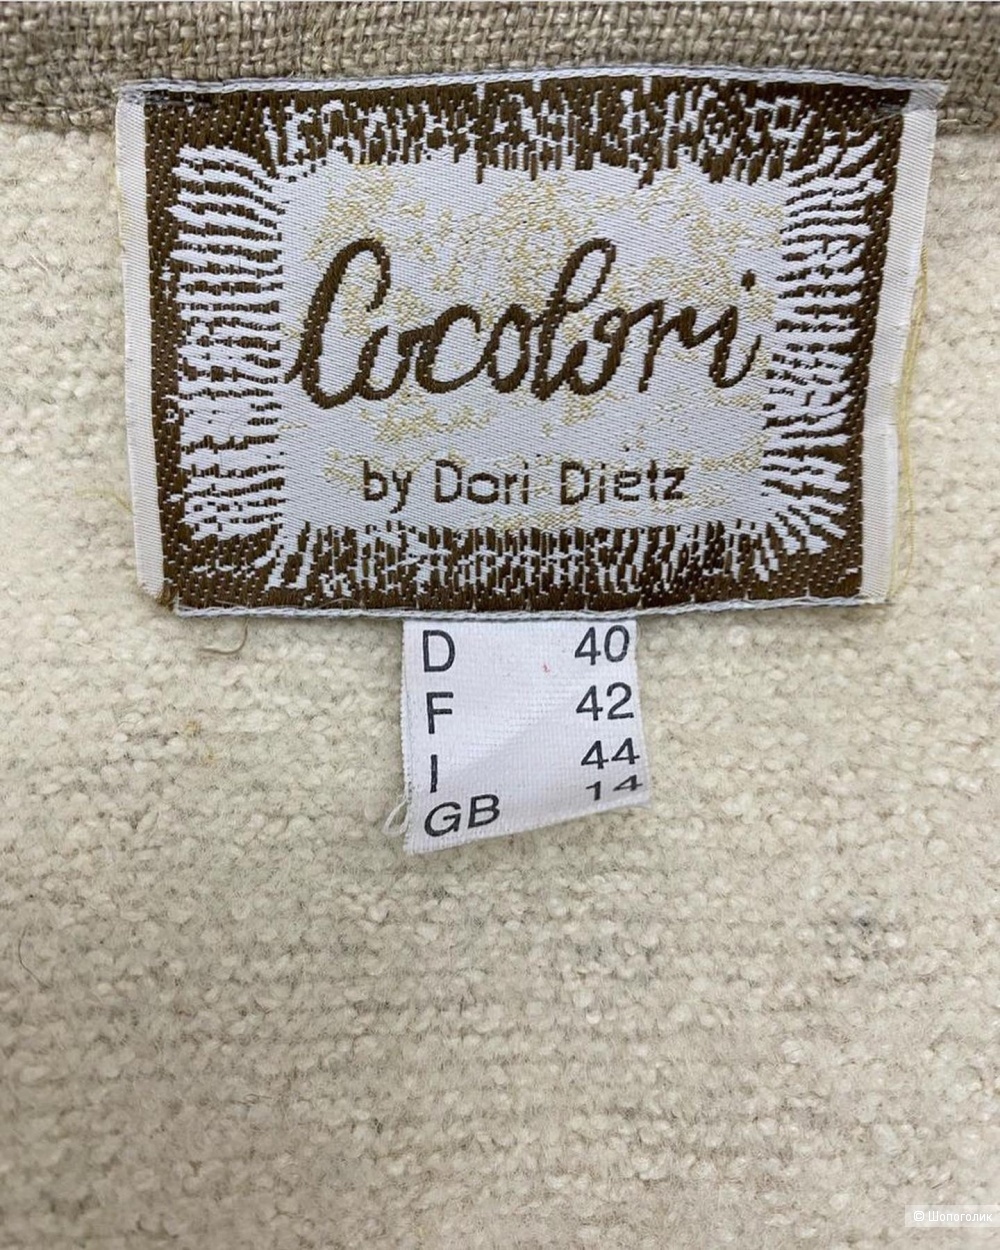 Cocolori
by Dori Dietz
D 40
F 42
I 44
GB 14
© Шопоголик